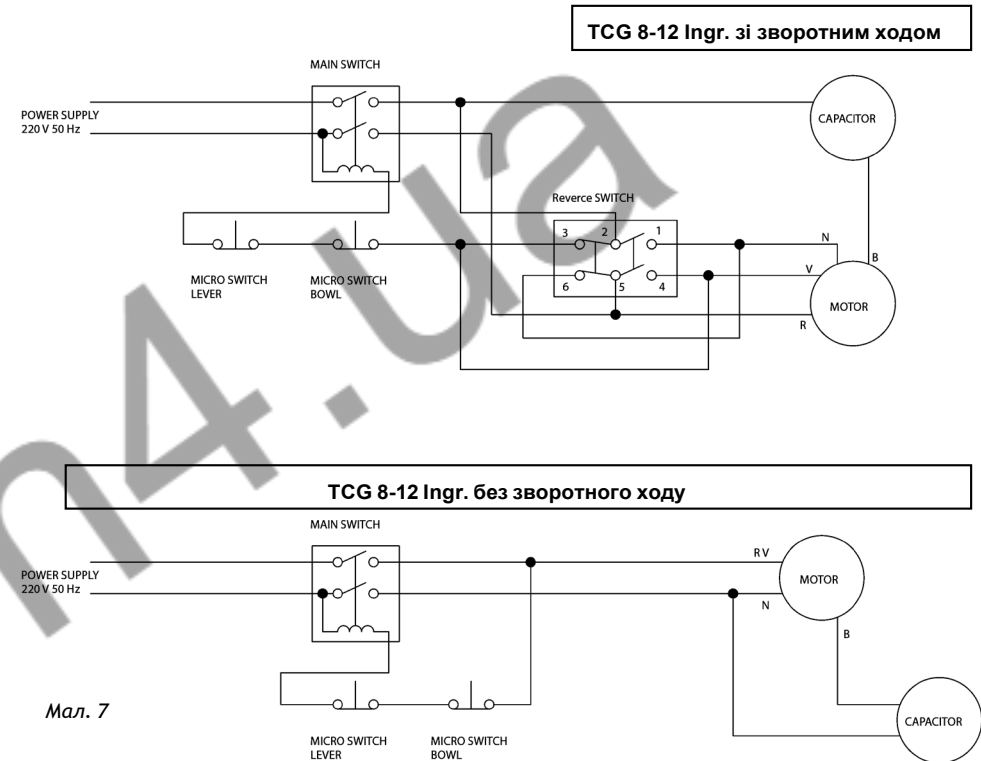 TCG 8-12 Ingr. зі зворотним ходом
MAIN SWITCH
POWER SUPPLY
220 V 50 Hz
CAPACITOR
Reverce SWITCH
3 2 1
6 5 4
MICRO SWITCH
LEVER
MICRO SWITCH
BOWL
N
B
V
MOTOR
R
n4.ua
TCG 8-12 Ingr. без зворотного ходу
MAIN SWITCH
POWER SUPPLY
220 V 50 Hz
R V
MOTOR
N
B
CAPACITOR
MICRO SWITCH
LEVER
MICRO SWITCH
BOWL
Мал. 7